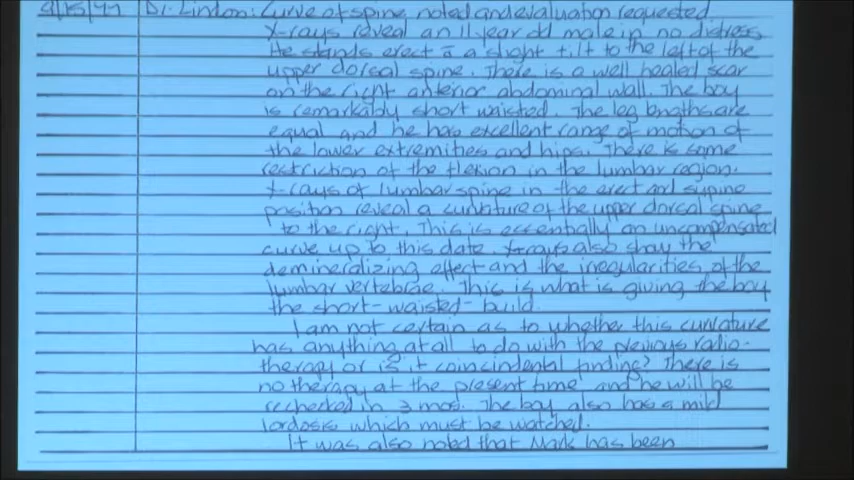 Dr. Lindon: Curve of spine noted and evaluation requested
X-rays reveal an 11 year old male in no distress.
He stands erect c̄ a slight tilt to the left of the
upper dorsal spine. There is a well healed scar
on the right anterior abdominal wall. The boy
is remarkably short waisted. The leg lengths are
equal and he has excellent range of motion of
the lower extremities and hips. There is some
restriction of the flexion in the lumbar region.
X-rays of lumbar spine in the erect and supine
position reveal a curvature of the upper dorsal spine
to the right. This is essentially an uncompensated
curve up to this date. X-rays also show the
demineralizing effect and the irregularities of the
lumbar vertebrae. This is what is giving the boy
the short-waisted-build.
I am not certain as to whether this curvature
has anything at all to do with the previous radio-
therapy or is it coincidental finding? There is
no therapy at the present time and he will be
rechecked in 3 mos. The boy also has a mild
lordosis which must be watched.
It was also noted that Mark has been